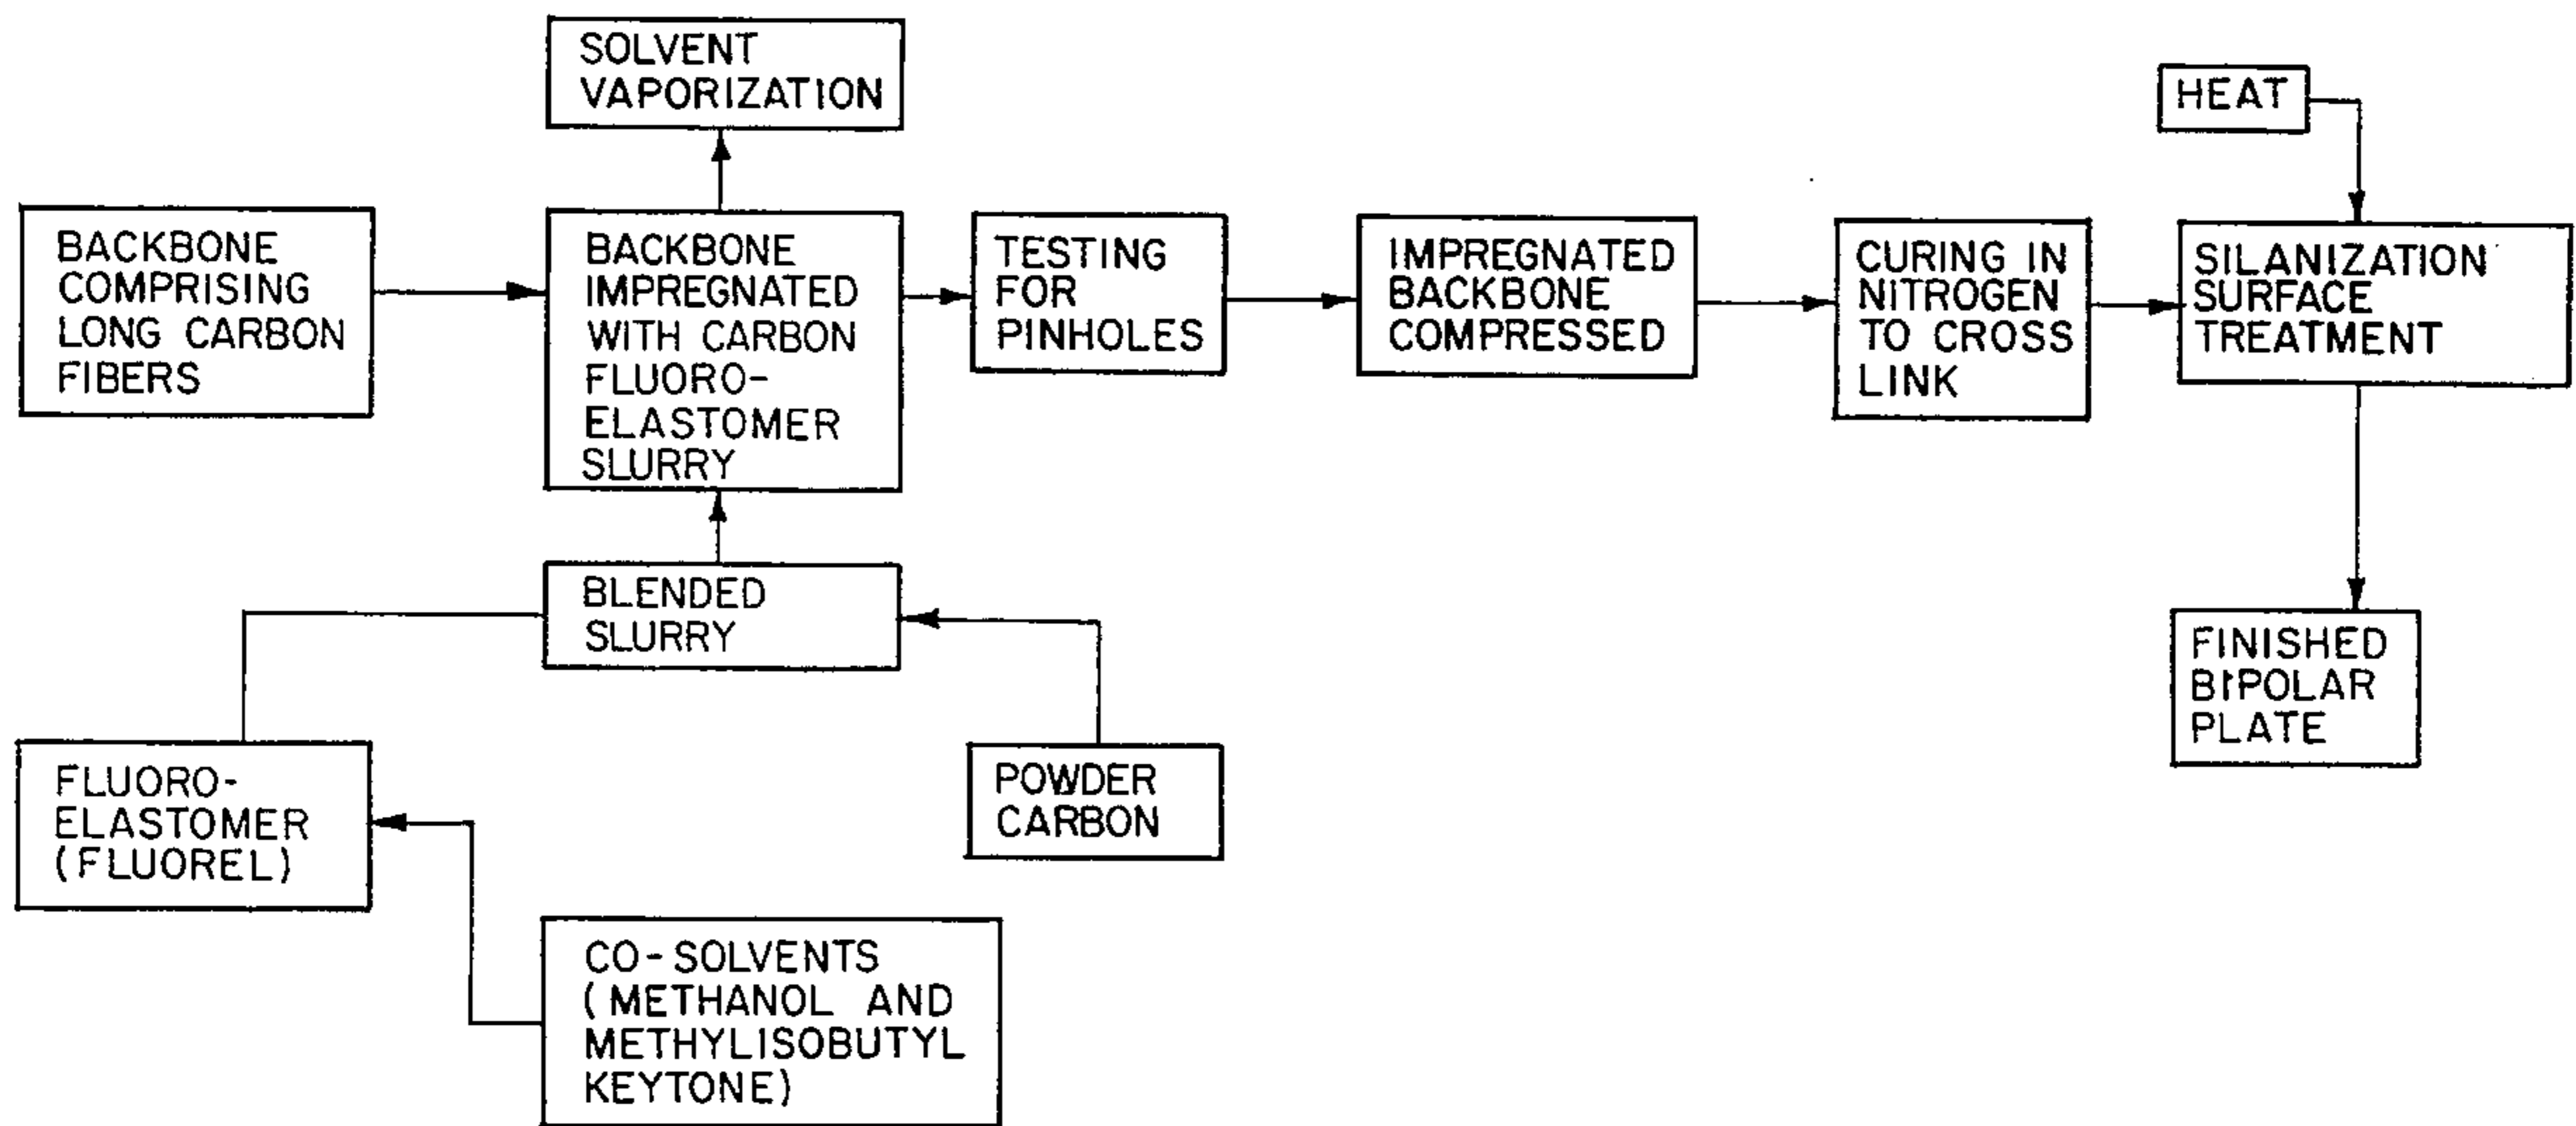 SOLVENT
VAPORIZATION
HEAT
BACKBONE
COMPRISING
LONG CARBON
FIBERS
BACKBONE
IMPREGNATED
WITH CARBON
FLUORO-
ELASTOMER
SLURRY
TESTING
FOR
PINHOLES
IMPREGNATED
BACKBONE
COMPRESSED
CURING IN
NITROGEN
TO CROSS
LINK
SILANIZATION
SURFACE
TREATMENT
BLENDED
SLURRY
FINISHED
BIPOLAR
PLATE
FLUORO-
ELASTOMER
(FLUOREL)
POWDER
CARBON
CO-SOLVENTS
(METHANOL AND
METHYLISOBUTYL
KEYTONE)